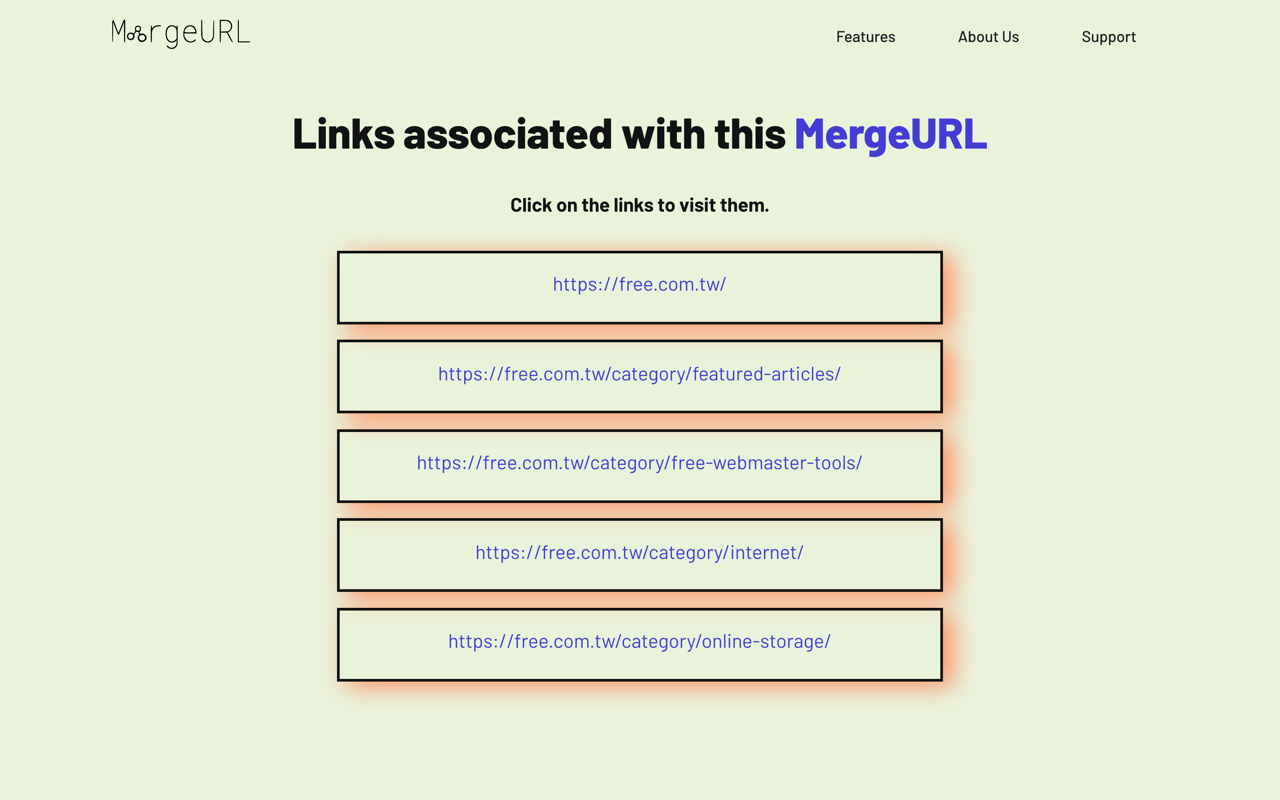 MergeURL
Features
About Us
Support
Links associated with this MergeURL
Click on the links to visit them.
https://free.com.tw/
https://free.com.tw/category/featured-articles/
https://free.com.tw/category/free-webmaster-tools/
https://free.com.tw/category/internet/
https://free.com.tw/category/online-storage/